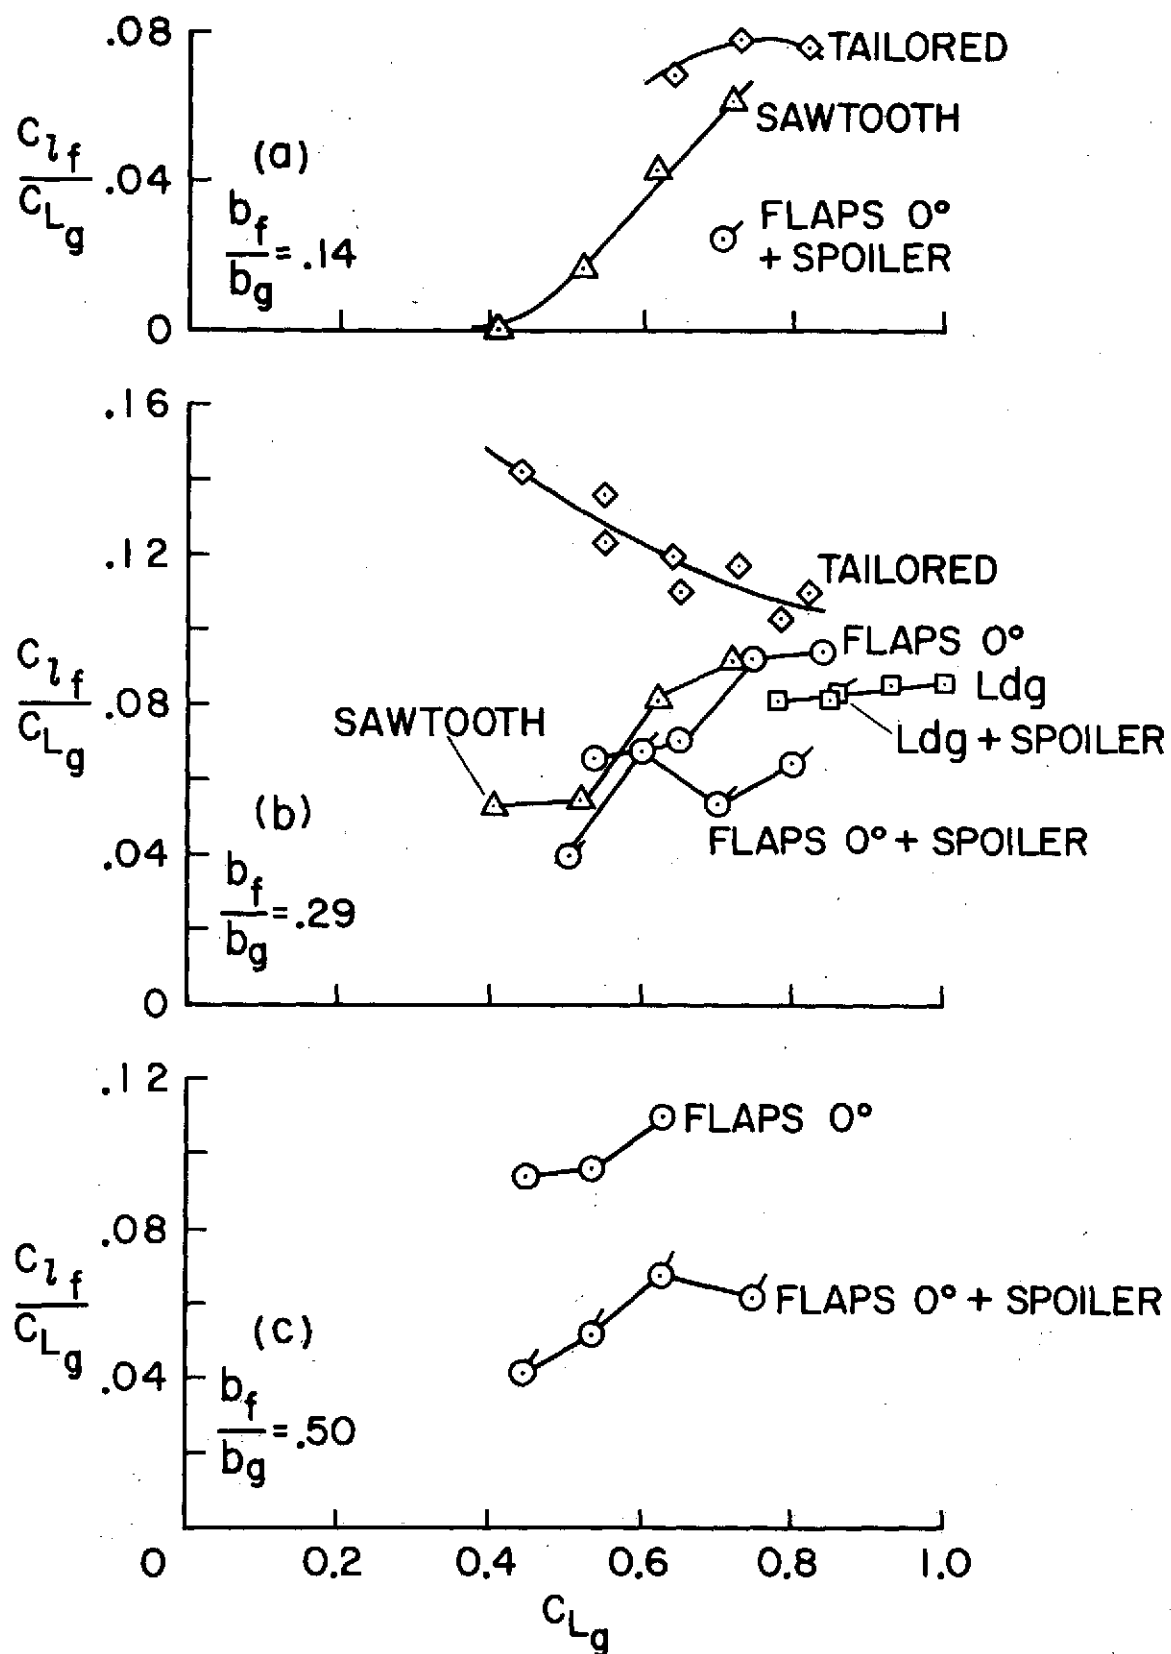 .08
TAILORED
SAWTOOTH
C_l_f / C_L_g
.04
(a)
b_f / b_g = .14
FLAPS 0°
+ SPOILER
0
.16
.12
TAILORED
FLAPS 0°
C_l_f / C_L_g
.08
Ldg
SAWTOOTH
Ldg + SPOILER
(b)
FLAPS 0° + SPOILER
.04
b_f / b_g = .29
0
.12
FLAPS 0°
.08
C_l_f / C_L_g
FLAPS 0° + SPOILER
(c)
.04
b_f / b_g = .50
0 0.2 0.4 0.6 0.8 1.0
C_L_g